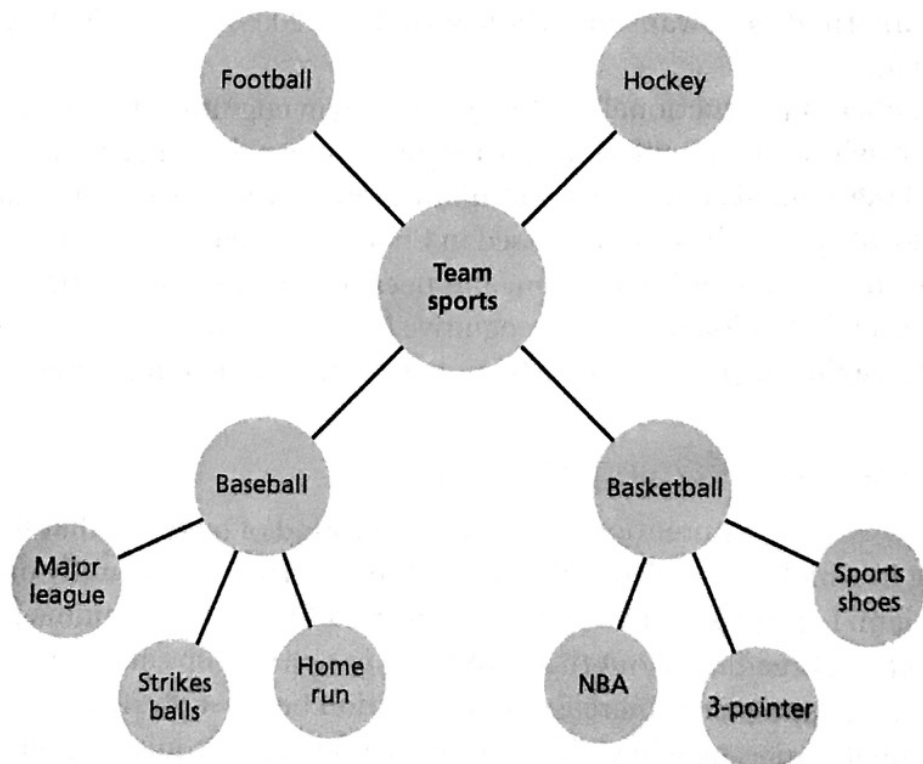 Football
Hockey
Team
sports
Baseball
Basketball
Major
league
Strikes
balls
Home
run
NBA
3-pointer
Sports
shoes